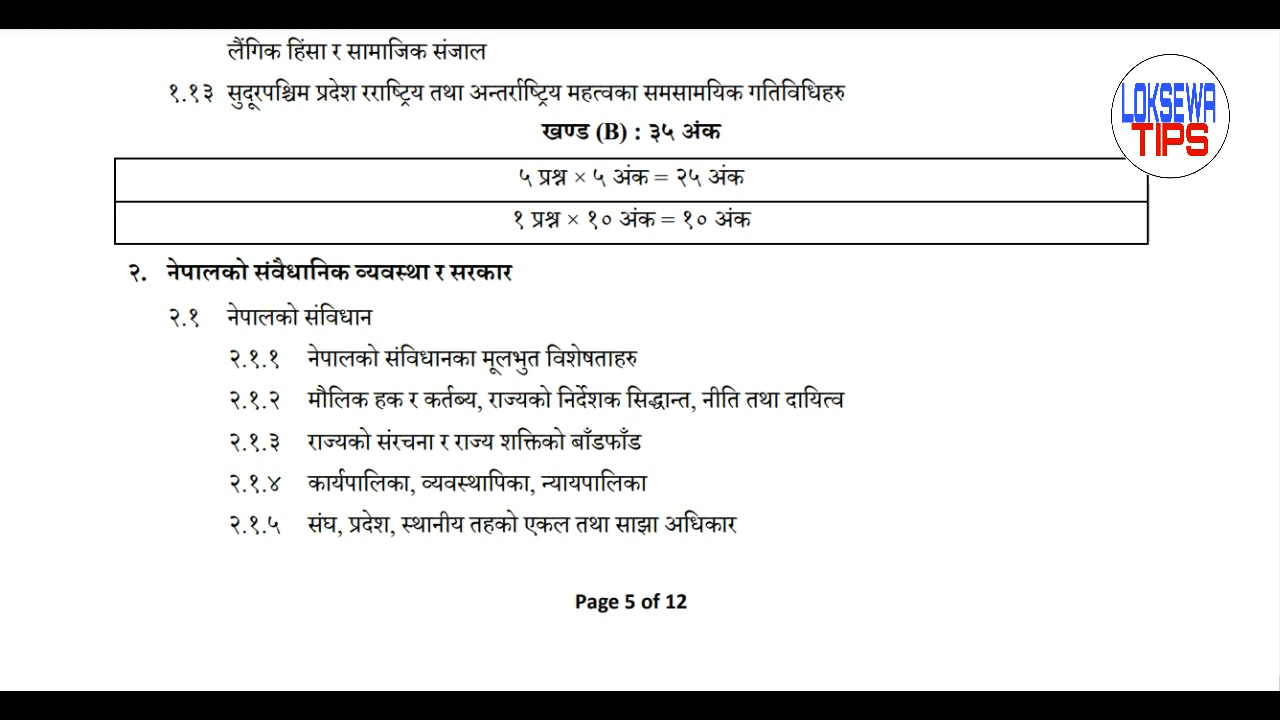 लैंगिक हिंसा र सामाजिक संजाल
१.१३ सुदूरपश्चिम प्रदेश रराष्ट्रिय तथा अन्तर्राष्ट्रिय महत्वका समसामयिक गतिविधिहरु
LOKSEWA
TIPS
खण्ड (B) : ३५ अंक
५ प्रश्न × ५ अंक = २५ अंक
१ प्रश्न × १० अंक = १० अंक
२. नेपालको संवैधानिक व्यवस्था र सरकार
२.१ नेपालको संविधान
२.१.१ नेपालको संविधानका मूलभुत विशेषताहरु
२.१.२ मौलिक हक र कर्तब्य, राज्यको निर्देशक सिद्धान्त, नीति तथा दायित्व
२.१.३ राज्यको संरचना र राज्य शक्तिको बाँडफाँड
२.१.४ कार्यपालिका, व्यवस्थापिका, न्यायपालिका
२.१.५ संघ, प्रदेश, स्थानीय तहको एकल तथा साझा अधिकार
Page 5 of 12